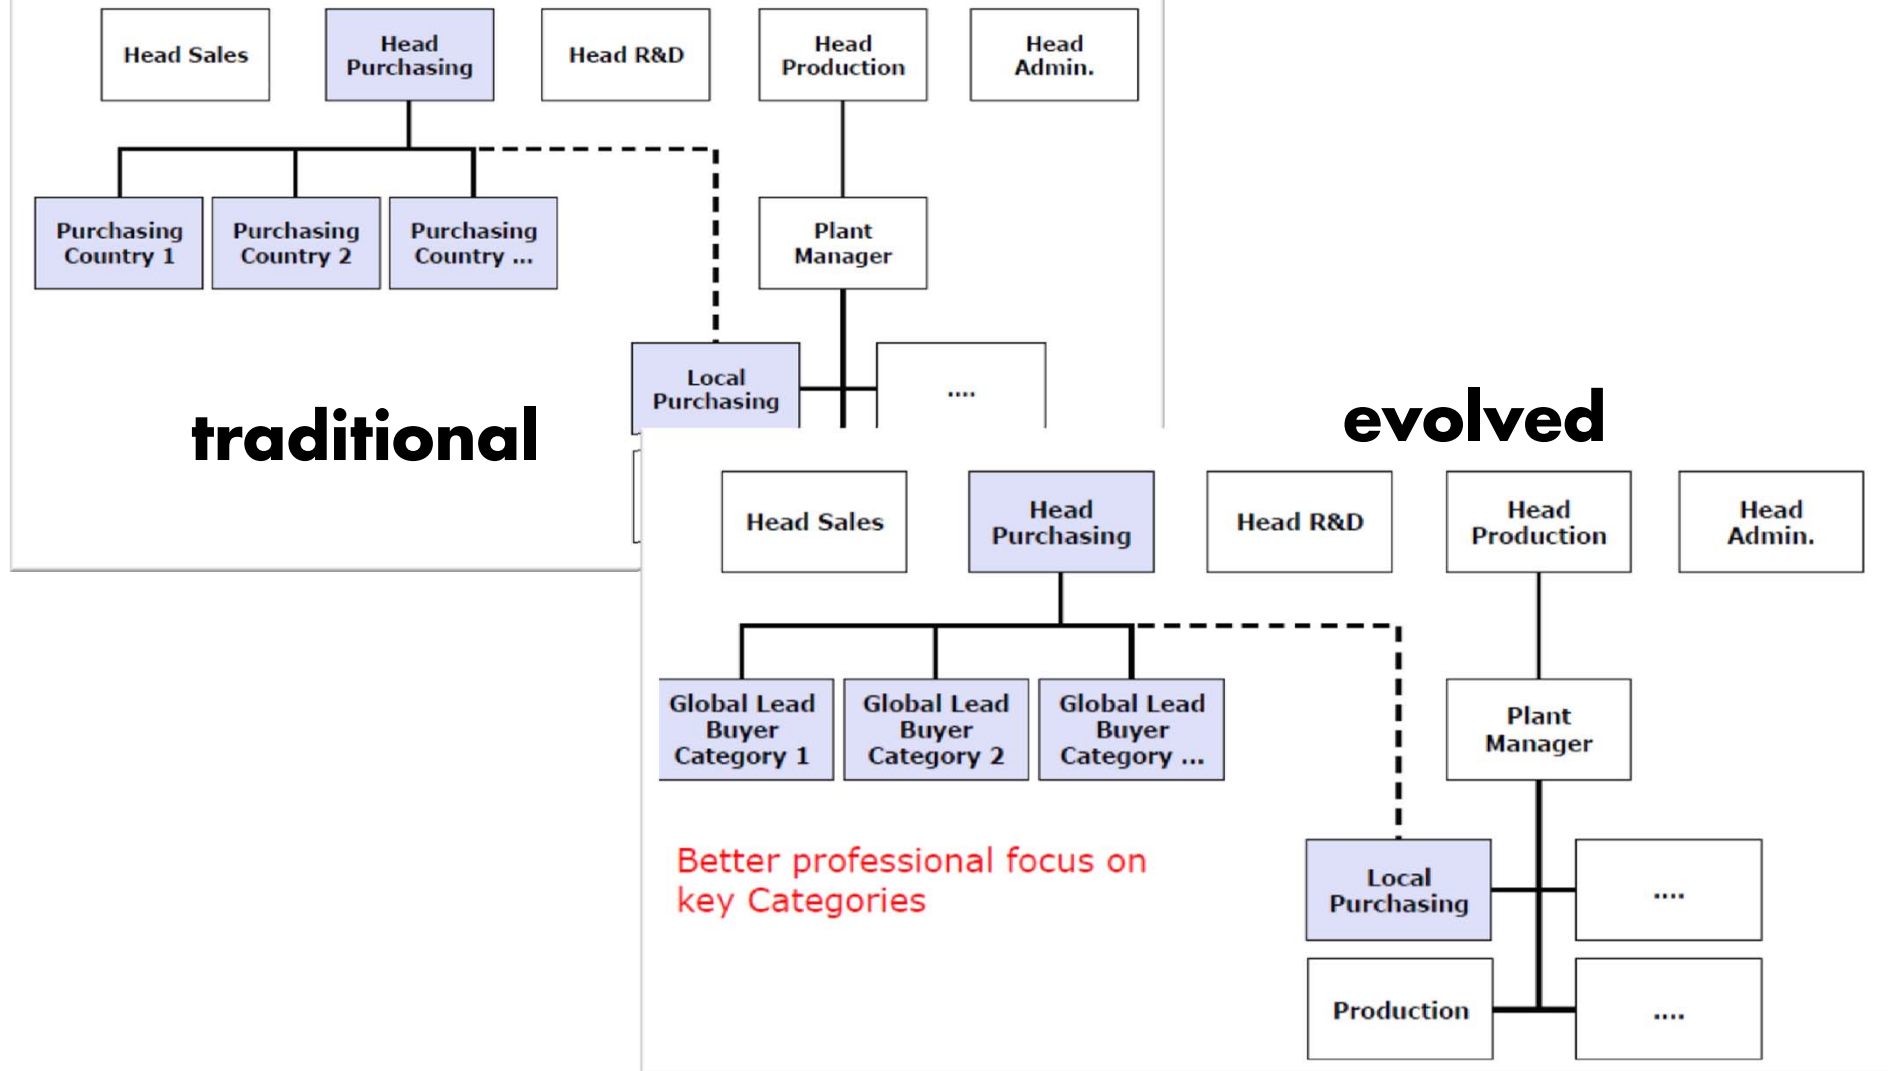 Head Sales
Head
Purchasing
Head R&D
Head
Production
Head
Admin.
Purchasing
Country 1
Purchasing
Country 2
Purchasing
Country ...
Plant
Manager
Local
Purchasing
....
traditional
evolved
Head Sales
Head
Purchasing
Head R&D
Head
Production
Head
Admin.
Global Lead
Buyer
Category 1
Global Lead
Buyer
Category 2
Global Lead
Buyer
Category ...
Plant
Manager
Better professional focus on
key Categories
Local
Purchasing
....
Production
....